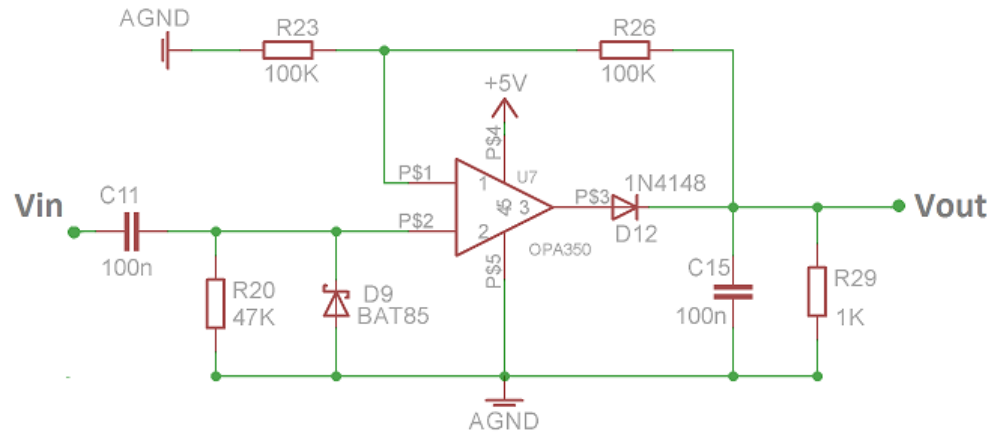 AGND
R23
100K
R26
100K
+5V
P$4
P$1
1
U7
P$3
1N4148
Vin
C11
100n
P$2
2
45
3
OPA350
D12
Vout
P$5
R20
47K
D9
BAT85
C15
100n
R29
1K
AGND